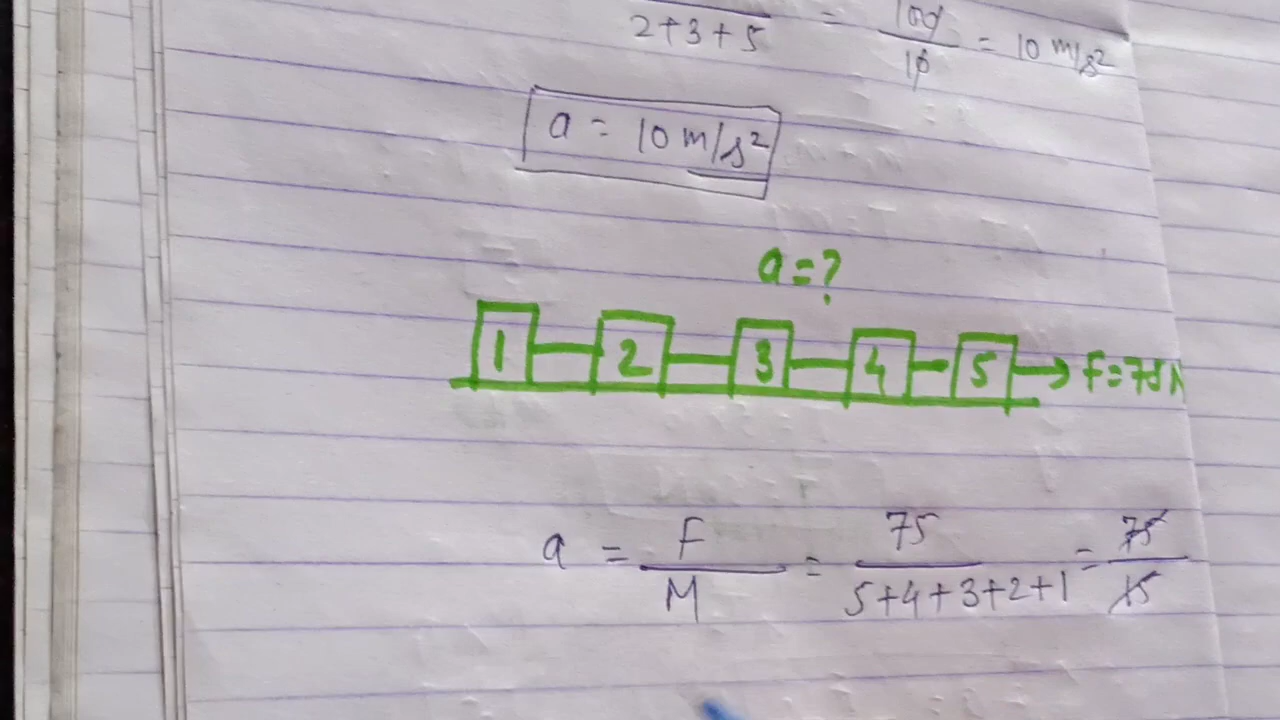 2+3+5 = 100/10 = 10 m/s²
a = 10 m/s²
a = ?
1 2 3 4 5 → F = 75 N
a = F/M = 75/5+4+3+2+1 = 75/15